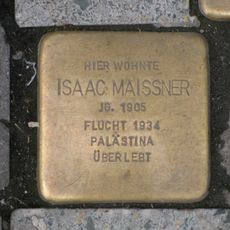 HIER WOHNTE
ISAAC MAISSNER
JG. 1905
FLUCHT 1934
PALÄSTINA
ÜBERLEBT